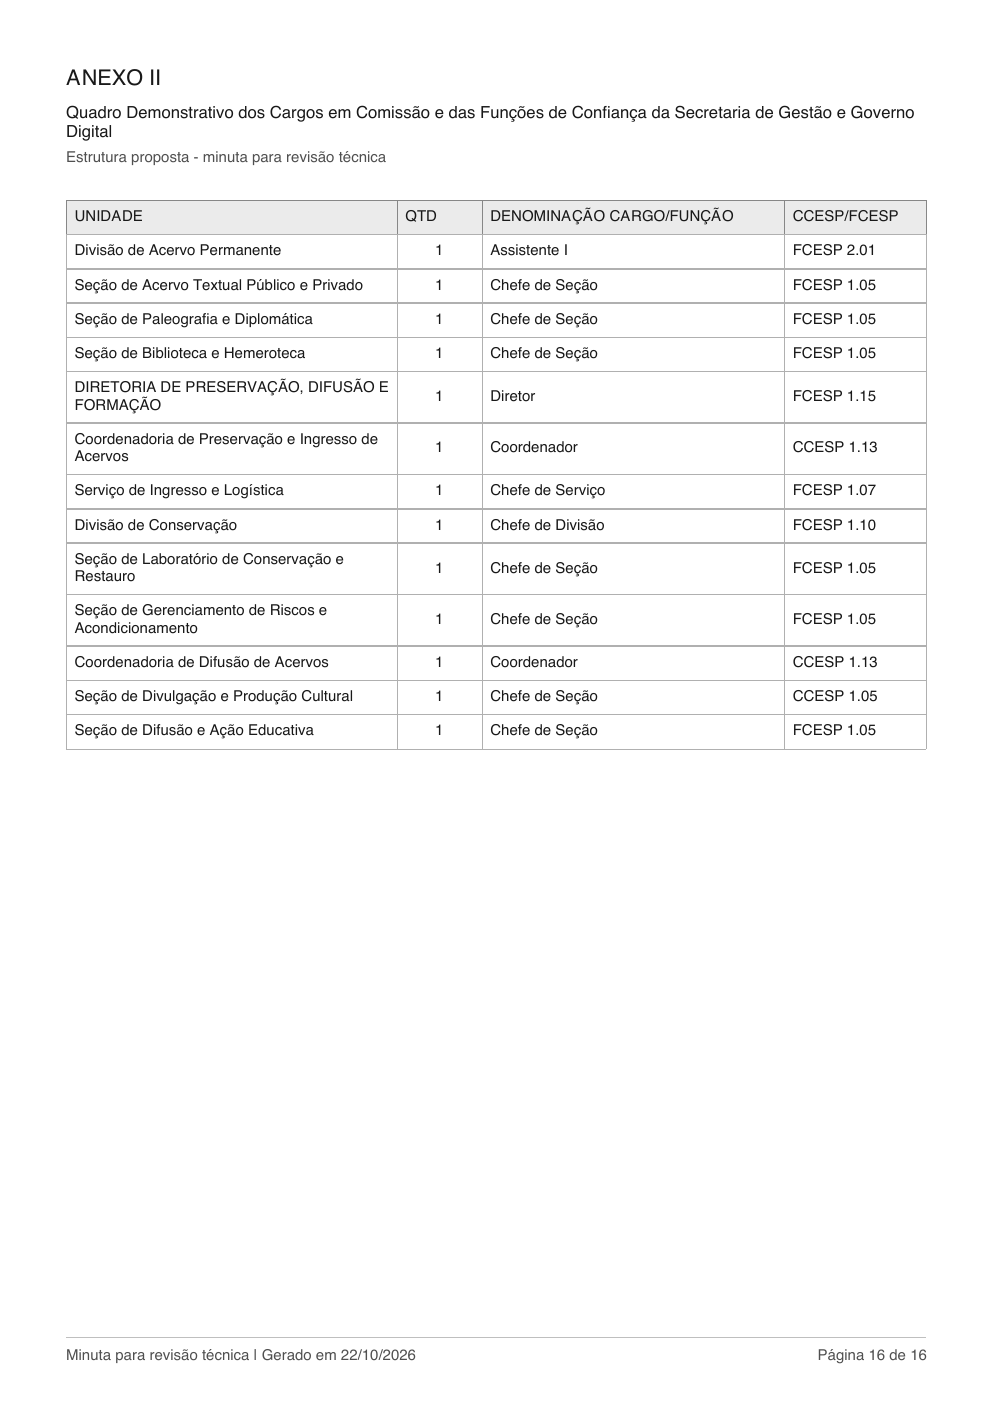 ANEXO II
Quadro Demonstrativo dos Cargos em Comissão e das Funções de Confiança da Secretaria de Gestão e Governo
Digital
Estrutura proposta - minuta para revisão técnica
UNIDADE QTD DENOMINAÇÃO CARGO/FUNÇÃO CCESP/FCESP
Divisão de Acervo Permanente 1 Assistente I FCESP 2.01
Seção de Acervo Textual Público e Privado 1 Chefe de Seção FCESP 1.05
Seção de Paleografia e Diplomática 1 Chefe de Seção FCESP 1.05
Seção de Biblioteca e Hemeroteca 1 Chefe de Seção FCESP 1.05
DIRETORIA DE PRESERVAÇÃO, DIFUSÃO E
FORMAÇÃO 1 Diretor FCESP 1.15
Coordenadoria de Preservação e Ingresso de
Acervos 1 Coordenador CCESP 1.13
Serviço de Ingresso e Logística 1 Chefe de Serviço FCESP 1.07
Divisão de Conservação 1 Chefe de Divisão FCESP 1.10
Seção de Laboratório de Conservação e
Restauro 1 Chefe de Seção FCESP 1.05
Seção de Gerenciamento de Riscos e
Acondicionamento 1 Chefe de Seção FCESP 1.05
Coordenadoria de Difusão de Acervos 1 Coordenador CCESP 1.13
Seção de Divulgação e Produção Cultural 1 Chefe de Seção CCESP 1.05
Seção de Difusão e Ação Educativa 1 Chefe de Seção FCESP 1.05
Minuta para revisão técnica | Gerado em 22/10/2026 Página 16 de 16